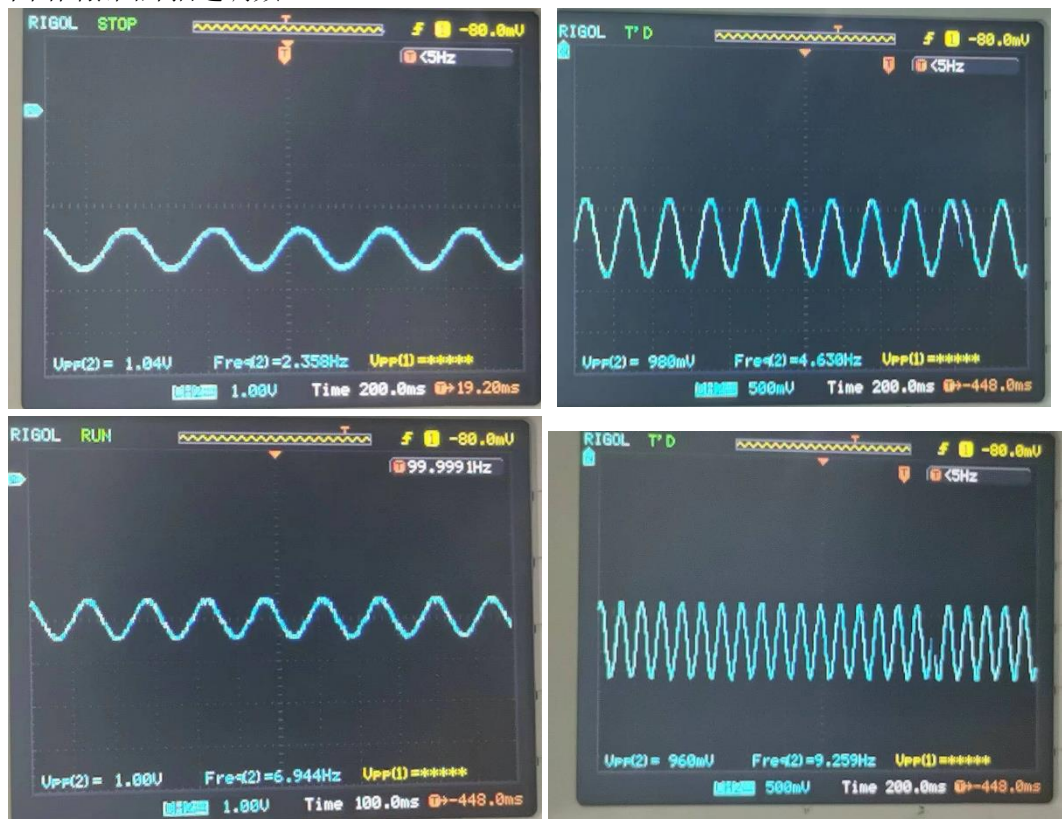 RIGOL STOP 1 -80.0mV
T <5Hz
Vpp(2)= 1.04V Freq(2)=2.358Hz Vpp(1)=*****
1.00V Time 200.0ms T→19.20ms
RIGOL T'D 1 -80.0mV
T <5Hz
Vpp(2)= 980mV Freq(2)=4.630Hz Vpp(1)=*****
500mV Time 200.0ms T→-448.0ms
RIGOL RUN 1 -80.0mV
T 99.9991Hz
Vpp(2)= 1.00V Freq(2)=6.944Hz Vpp(1)=*****
1.00V Time 100.0ms T→-448.0ms
RIGOL T'D 1 -80.0mV
T <5Hz
Vpp(2)= 960mV Freq(2)=9.259Hz Vpp(1)=*****
500mV Time 200.0ms T→-448.0ms